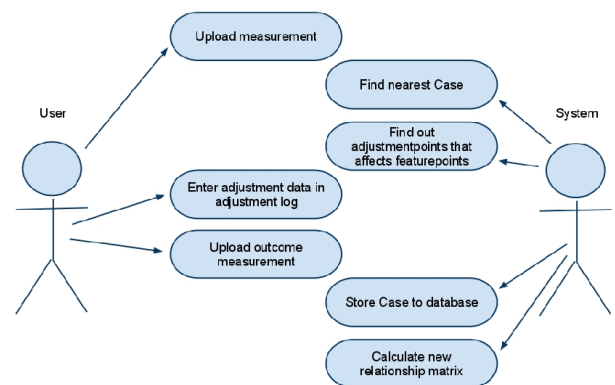 Upload measurement
Find nearest Case
User
System
Find out
adjustmentpoints that
affects featurepoints
Enter adjustment data in
adjustment log
Upload outcome
measurement
Store Case to database
Calculate new
relationship matrix